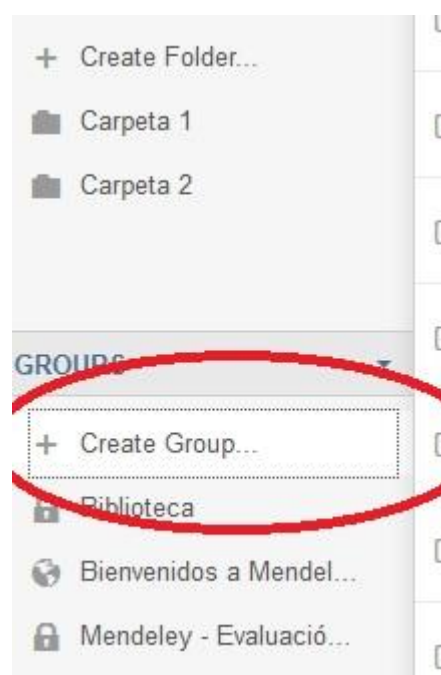 Create Folder...
Carpeta 1
Carpeta 2
GROUPS
Create Group...
Biblioteca
Bienvenidos a Mendel...
Mendeley - Evaluació...